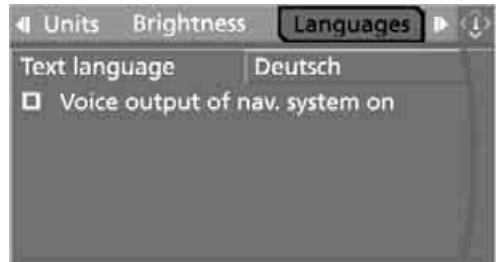 Units Brightness Languages
Text language Deutsch
Voice output of nav. system on